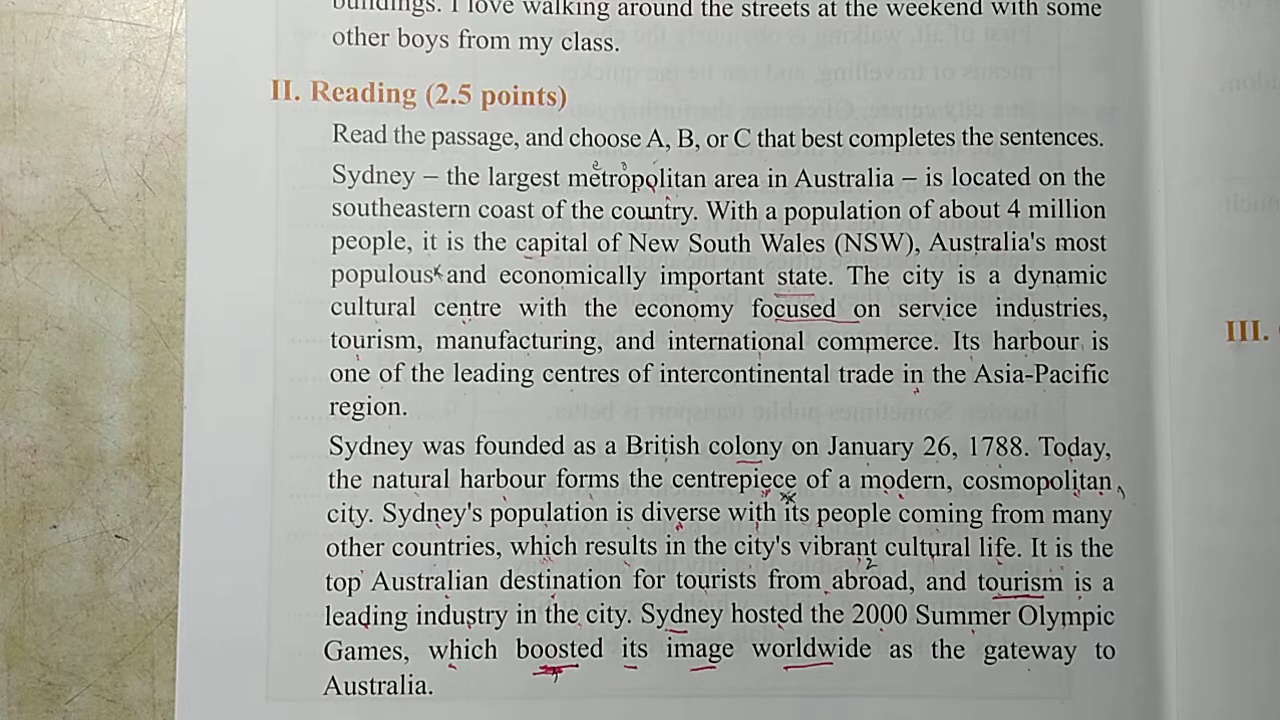 buildings. I love walking around the streets at the weekend with some
other boys from my class.
II. Reading (2.5 points)
Read the passage, and choose A, B, or C that best completes the sentences.
Sydney – the largest metropolitan area in Australia – is located on the
southeastern coast of the country. With a population of about 4 million
people, it is the capital of New South Wales (NSW), Australia's most
populous and economically important state. The city is a dynamic
cultural centre with the economy focused on service industries,
tourism, manufacturing, and international commerce. Its harbour is
one of the leading centres of intercontinental trade in the Asia-Pacific
region.
Sydney was founded as a British colony on January 26, 1788. Today,
the natural harbour forms the centrepiece of a modern, cosmopolitan
city. Sydney's population is diverse with its people coming from many
other countries, which results in the city's vibrant cultural life. It is the
top Australian destination for tourists from abroad, and tourism is a
leading industry in the city. Sydney hosted the 2000 Summer Olympic
Games, which boosted its image worldwide as the gateway to
Australia.
III.